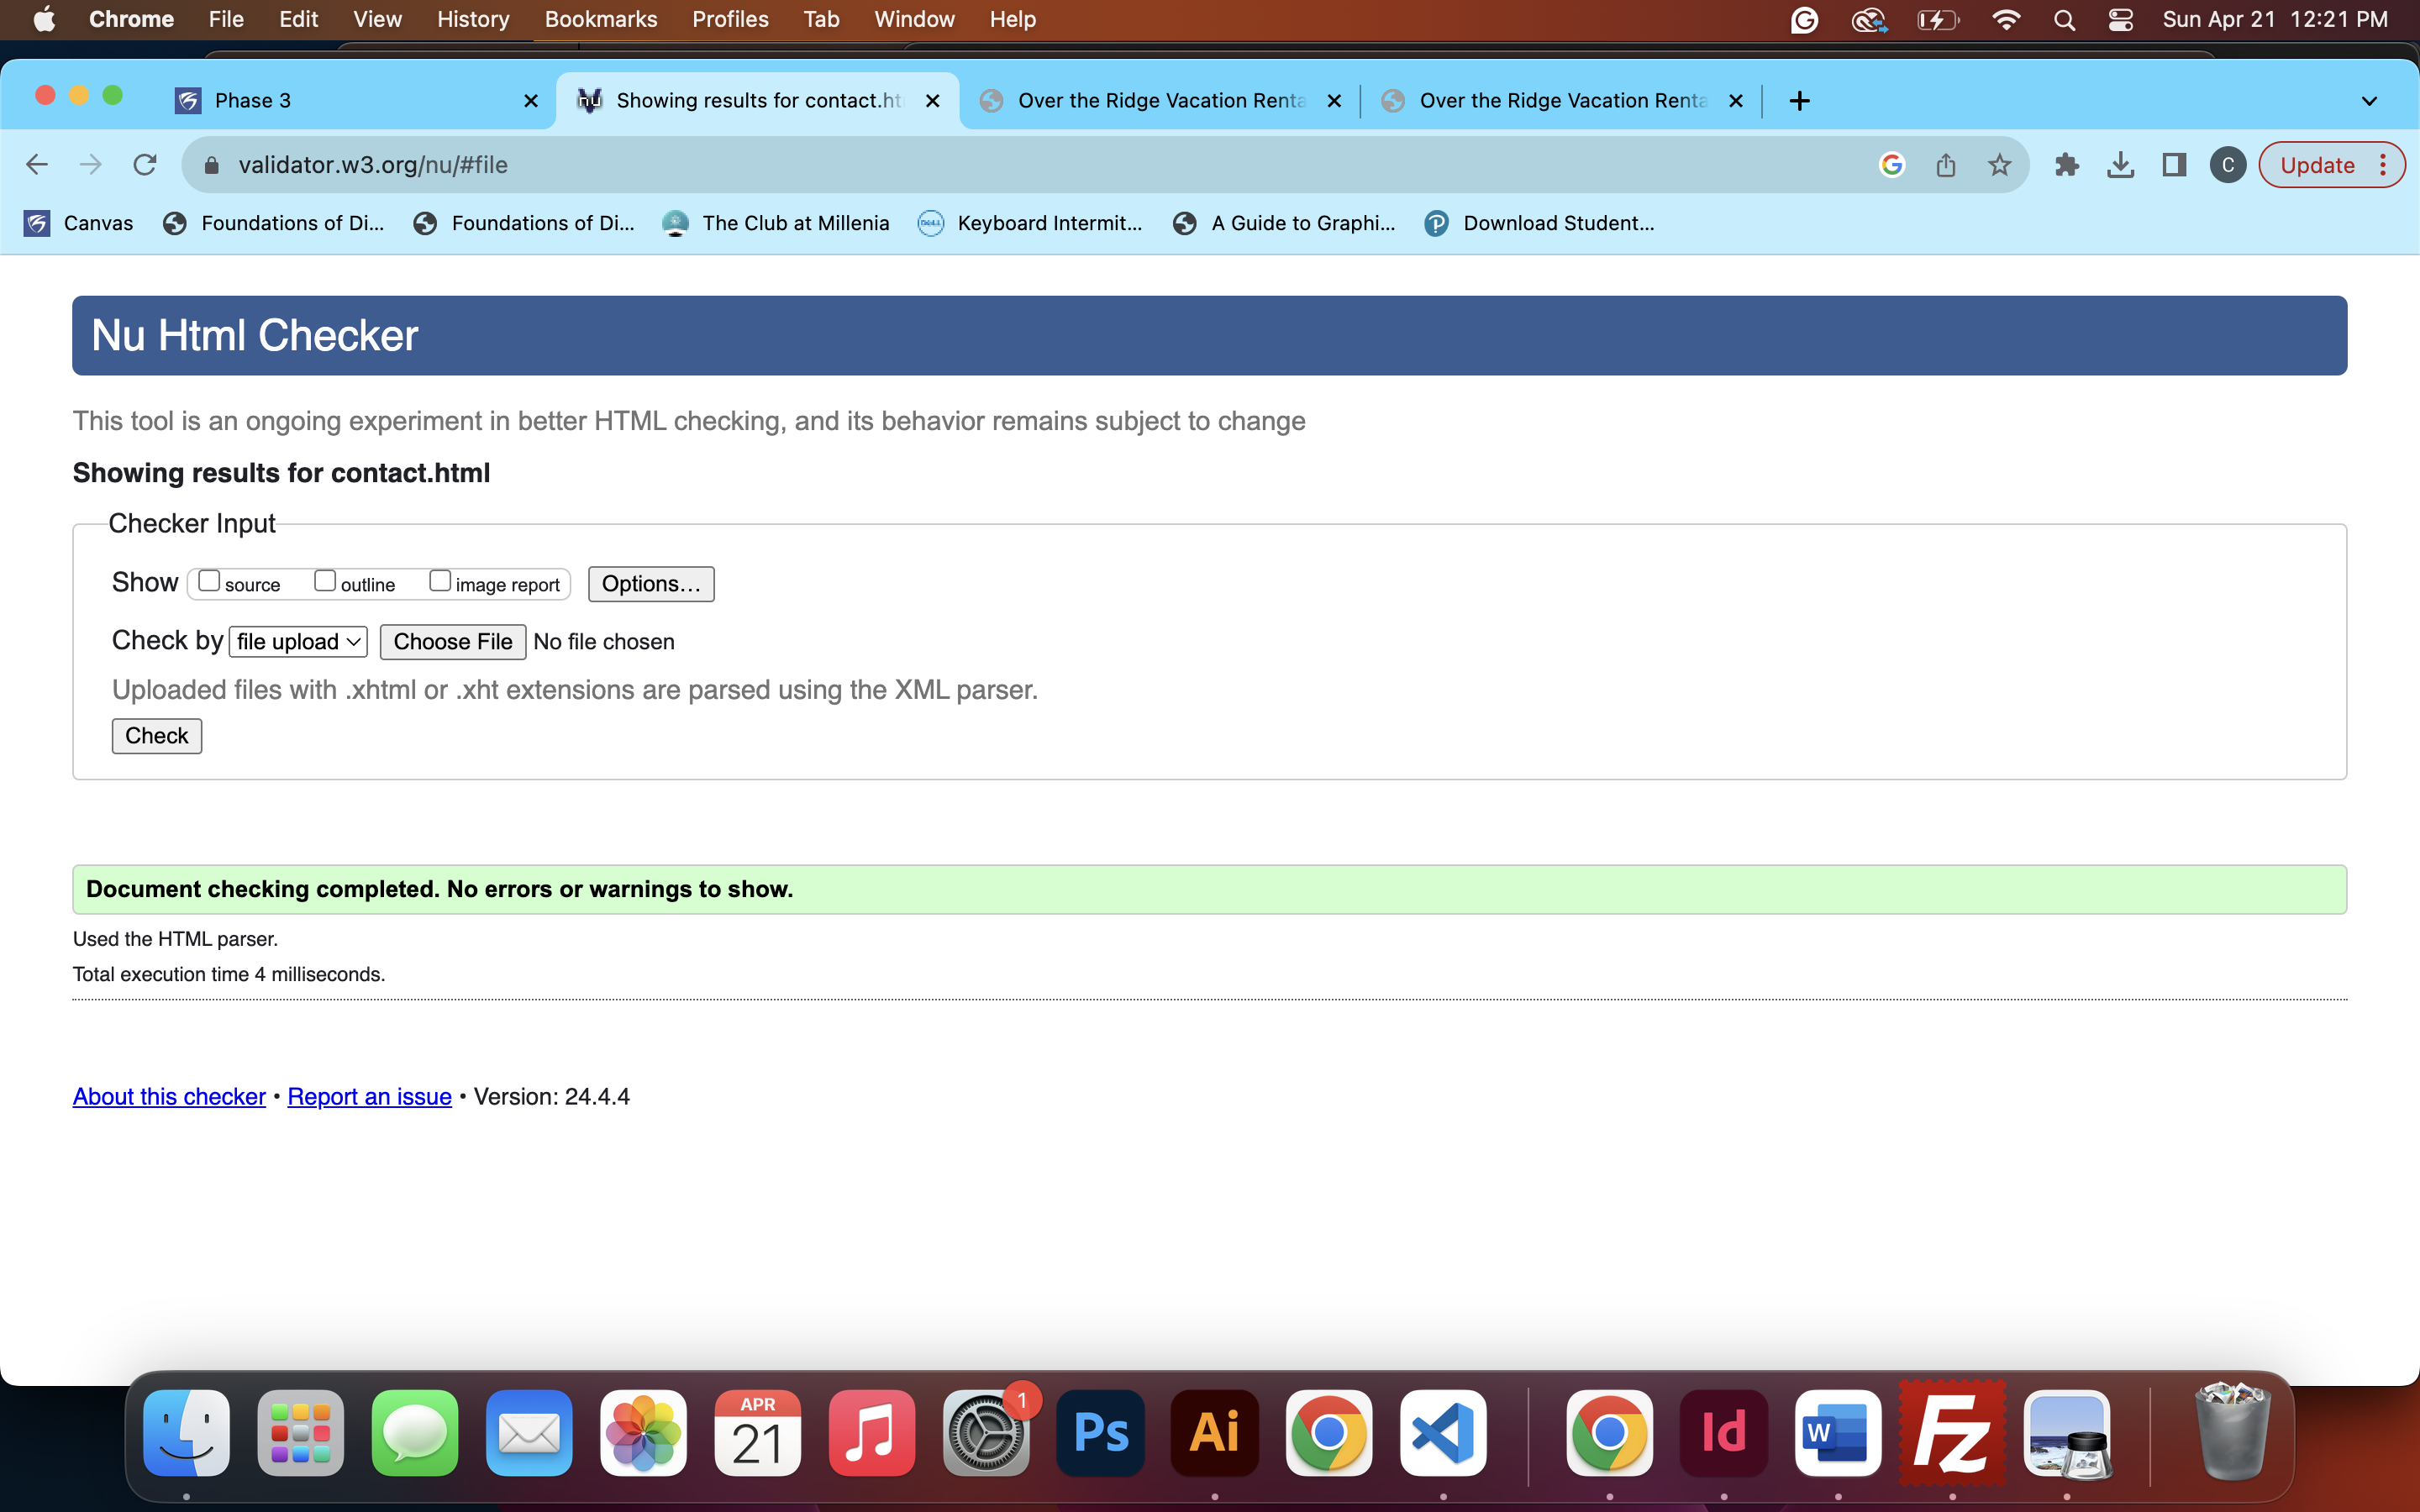 Chrome File Edit View History Bookmarks Profiles Tab Window Help Sun Apr 21 12:21 PM
Phase 3 Showing results for contact.ht Over the Ridge Vacation Renta Over the Ridge Vacation Renta
validator.w3.org/nu/#file C Update
Canvas Foundations of Di... Foundations of Di... The Club at Millenia DELL Keyboard Intermit... A Guide to Graphi... Download Student...
Nu Html Checker
This tool is an ongoing experiment in better HTML checking, and its behavior remains subject to change
Showing results for contact.html
Checker Input
Show source outline image report Options...
Check by file upload Choose File No file chosen
Uploaded files with .xhtml or .xht extensions are parsed using the XML parser.
Check
Document checking completed. No errors or warnings to show.
Used the HTML parser.
Total execution time 4 milliseconds.
About this checker • Report an issue • Version: 24.4.4
APR
21
1
Ps
Ai
Id
W
Fz